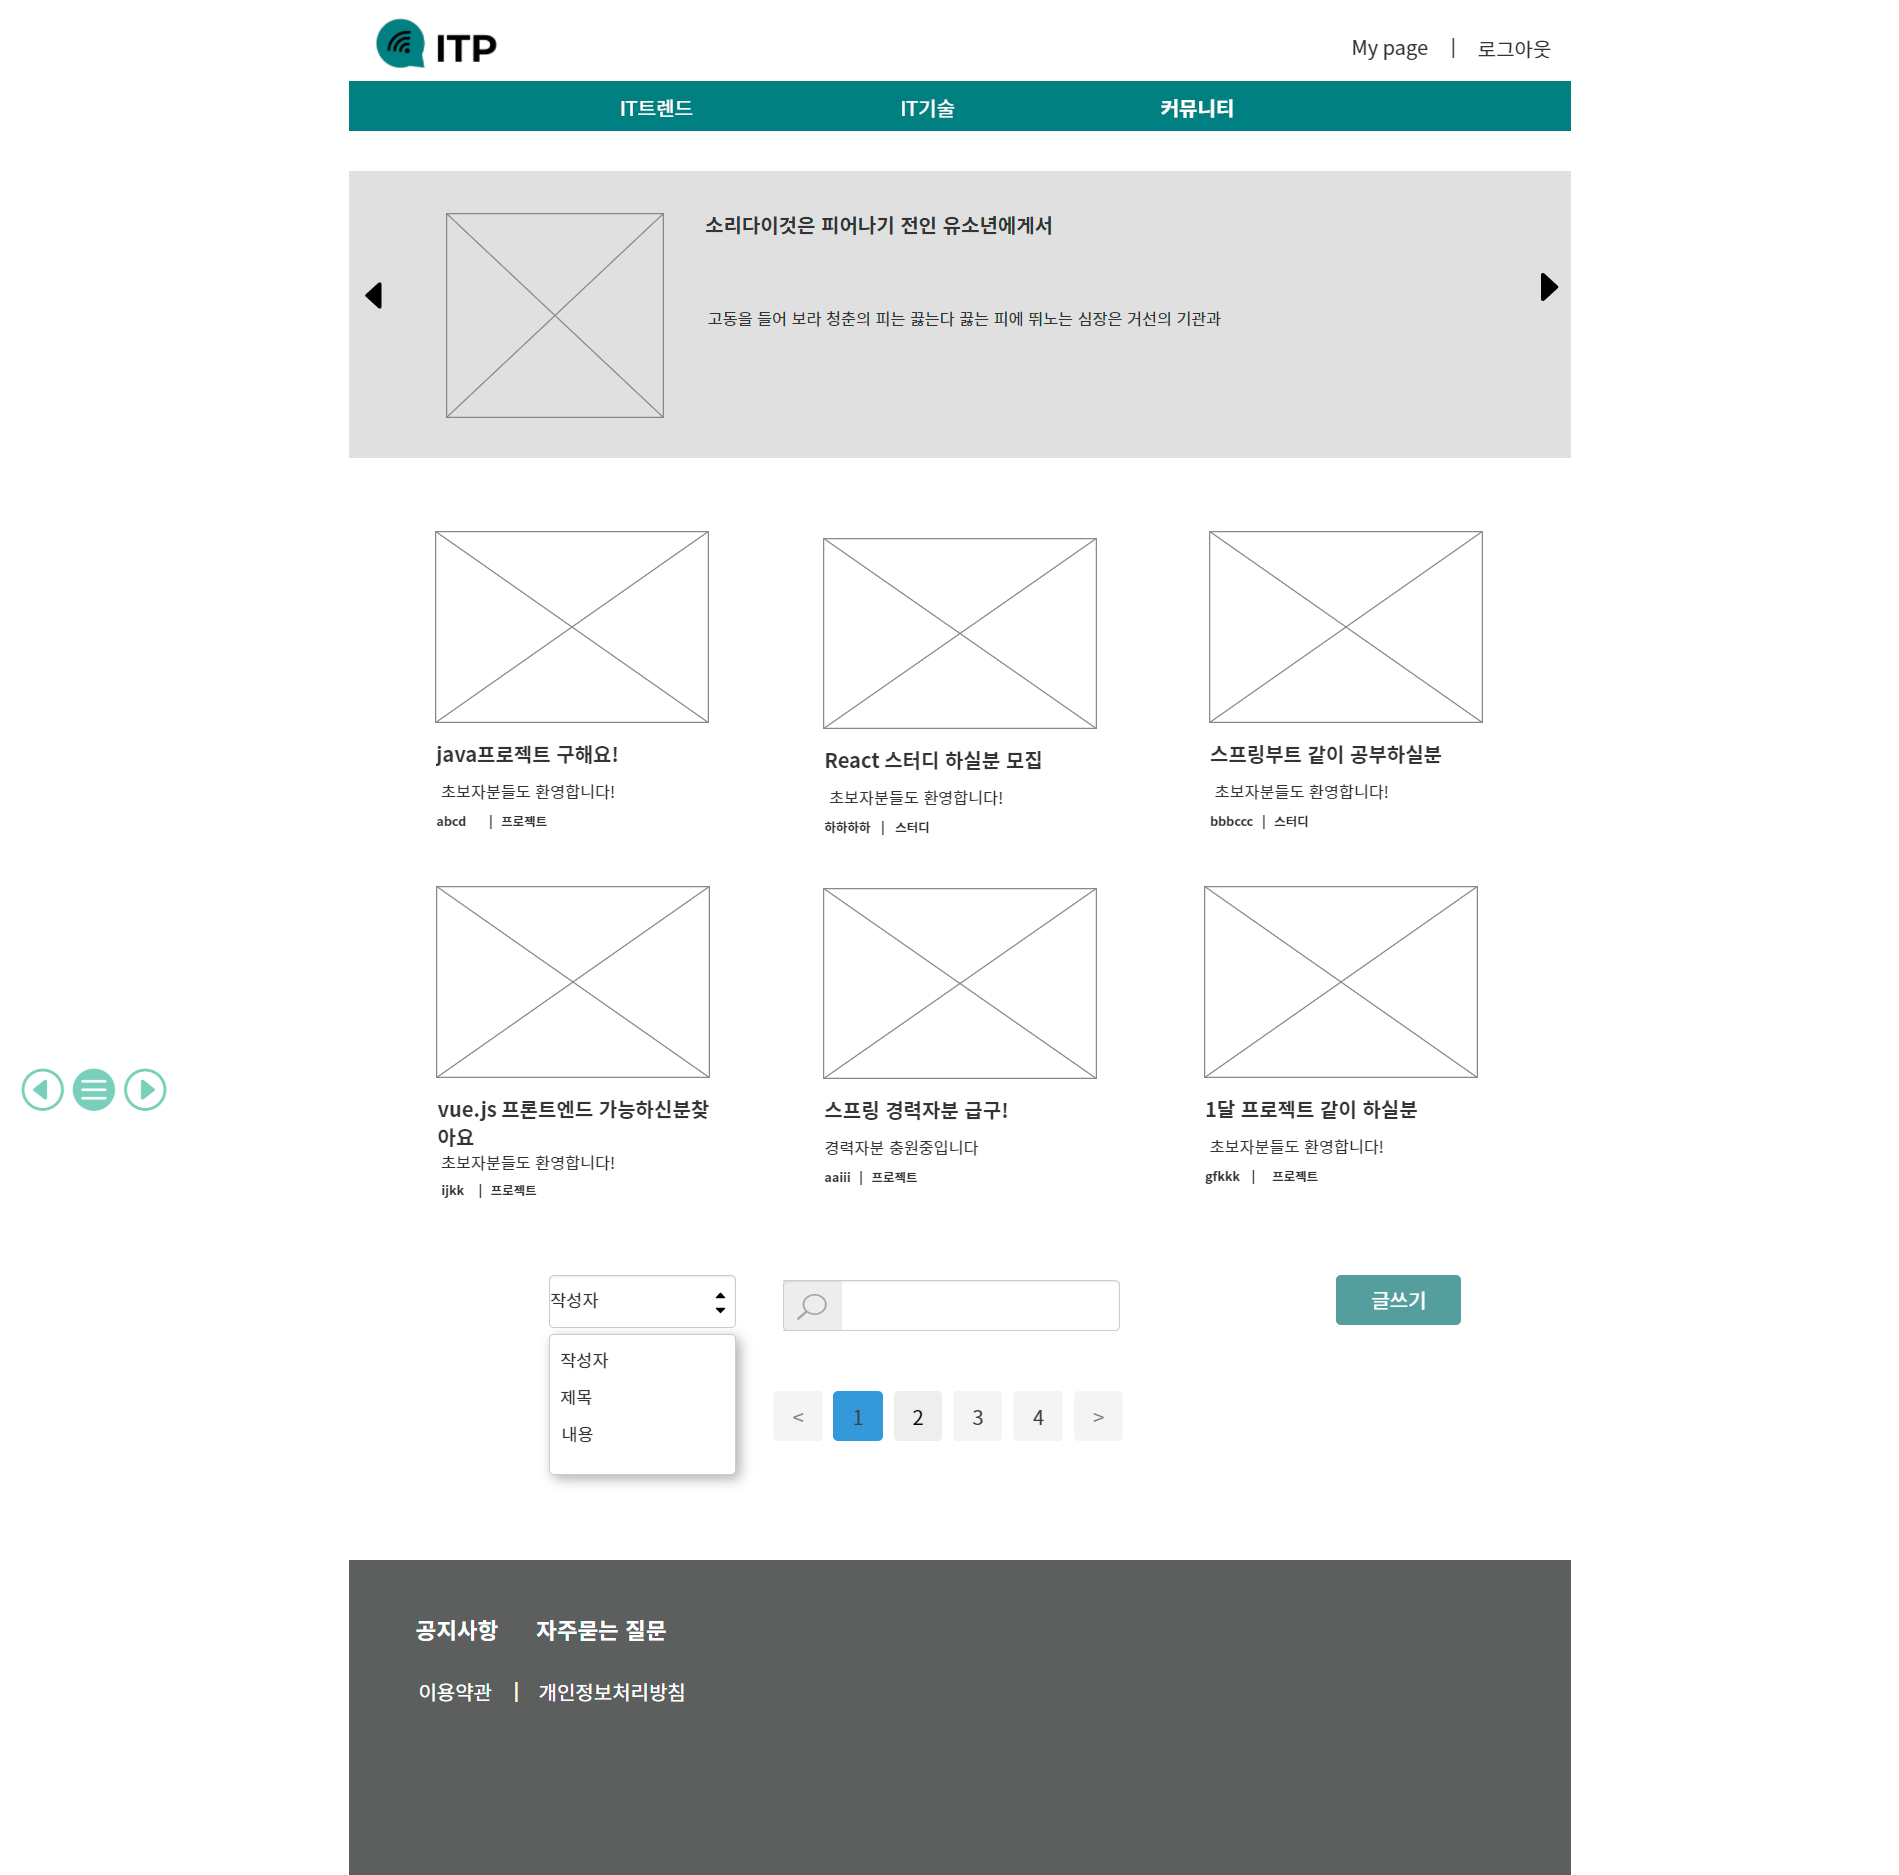 ITP
My page | 로그아웃
IT트렌드 IT기술 커뮤니티
소리다이것은 피어나기 전인 유소년에게서
고동을 들어 보라 청춘의 피는 끓는다 끓는 피에 뛰노는 심장은 거선의 기관과
java프로젝트 구해요!
초보자분들도 환영합니다!
abcd | 프로젝트
React 스터디 하실분 모집
초보자분들도 환영합니다!
하하하하 | 스터디
스프링부트 같이 공부하실분
초보자분들도 환영합니다!
bbbccc | 스터디
vue.js 프론트엔드 가능하신분찾
아요
초보자분들도 환영합니다!
ijkk | 프로젝트
스프링 경력자분 급구!
경력자분 충원중입니다
aaiii | 프로젝트
1달 프로젝트 같이 하실분
초보자분들도 환영합니다!
gfkkk | 프로젝트
작성자
글쓰기
작성자
제목
내용
< 1 2 3 4 >
공지사항 자주묻는 질문
이용약관 | 개인정보처리방침